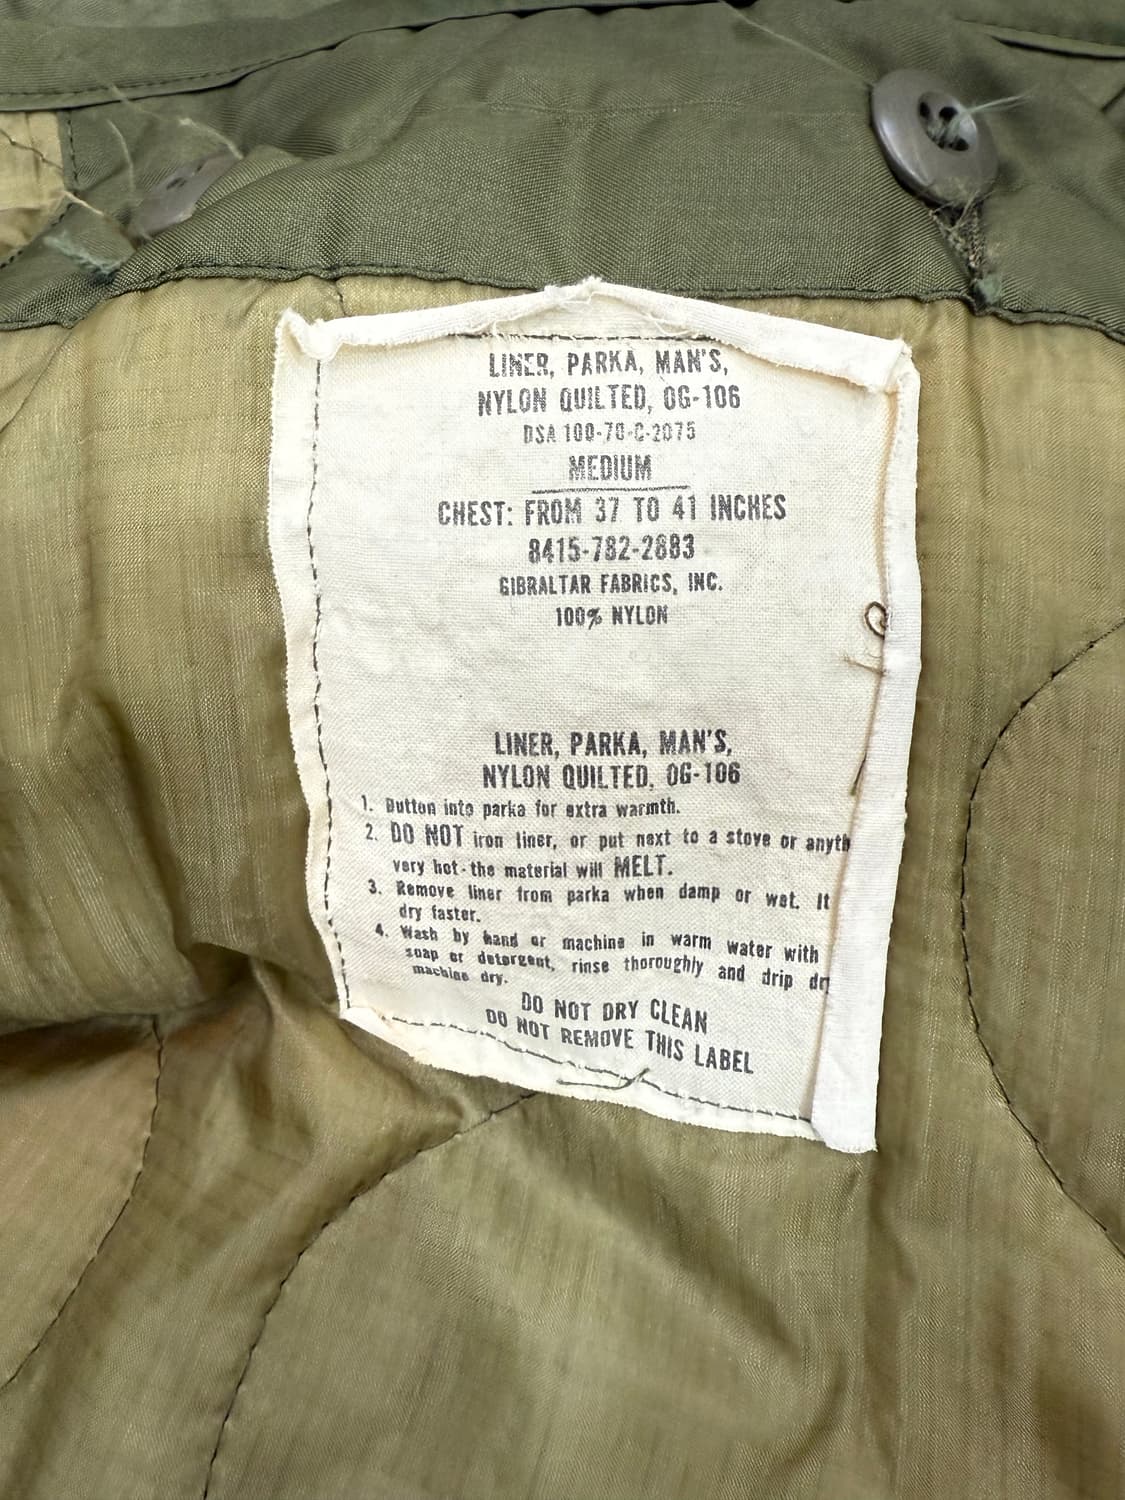 LINER, PARKA, MAN'S,
NYLON QUILTED, OG-106
DSA 100-70-C-2075
MEDIUM
CHEST: FROM 37 TO 41 INCHES
8415-782-2883
GIBRALTAR FABRICS, INC.
100% NYLON
LINER, PARKA, MAN'S,
NYLON QUILTED, OG-106
1. Button into parka for extra warmth.
2. DO NOT iron liner, or put next to a stove or anyth
very hot-the material will MELT.
3. Remove liner from parka when damp or wet. It
dry faster.
4. Wash by hand or machine in warm water with
soap or detergent, rinse thoroughly and drip dr
machine dry.
DO NOT DRY CLEAN
DO NOT REMOVE THIS LABEL